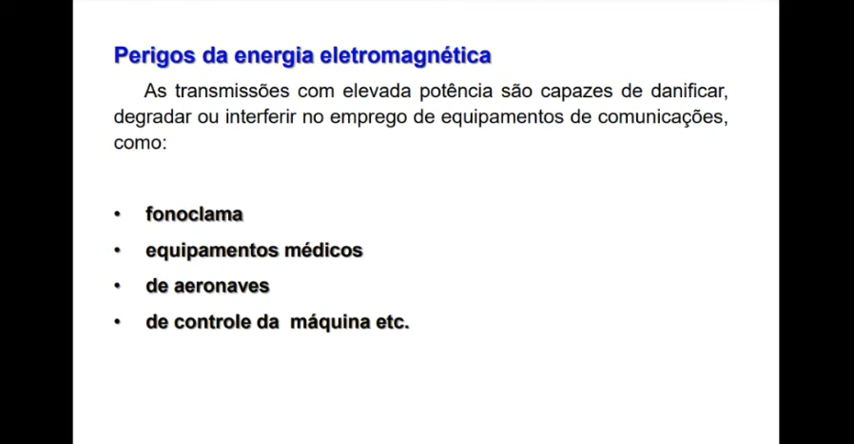 Perigos da energia eletromagnética
As transmissões com elevada potência são capazes de danificar,
degradar ou interferir no emprego de equipamentos de comunicações,
como:
• fonoclama
• equipamentos médicos
• de aeronaves
• de controle da máquina etc.